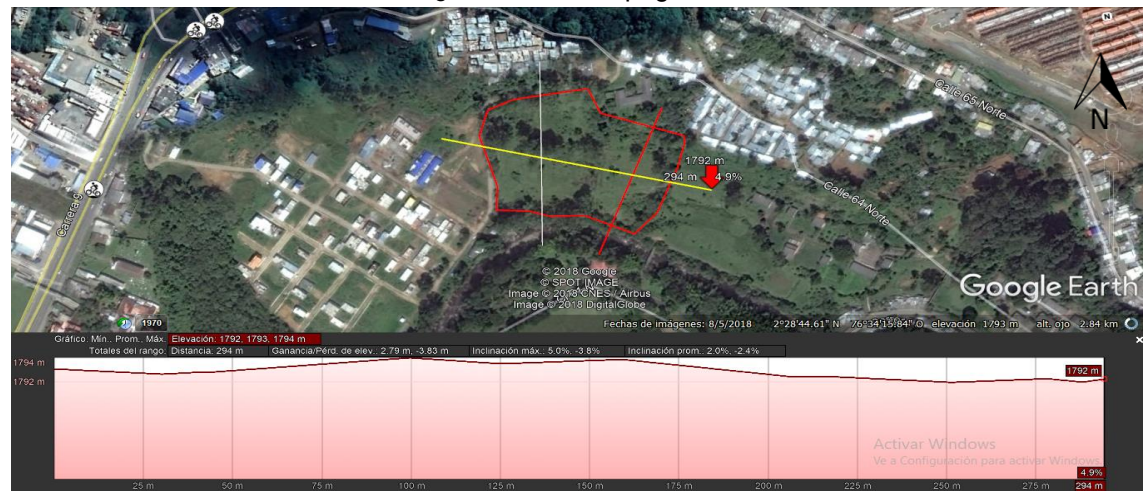 Calle 65 Norte
N
1792 m
294 m 4.9%
Carrera 9
Calle 64 Norte
© 2018 Google
© SPOT IMAGE
Image © 2018 CNES / Airbus
Image © 2018 DigitalGlobe
Google Earth
1970
Fechas de imágenes: 8/5/2018 2°28'44.61" N 76°34'15.84" O elevación 1793 m alt. ojo 2.84 km
Gráfico: Mín., Prom., Máx. Elevación: 1792, 1793, 1794 m
Totales del rango: Distancia: 294 m Ganancia/Pérd. de elev.: 2.79 m, -3.83 m Inclinación máx.: 5.0%, -3.8% Inclinación prom.: 2.0%, -2.4%
1794 m
1792 m
1792 m
Activar Windows
Ve a Configuración para activar Windows.
4.9%
25 m 50 m 75 m 100 m 125 m 150 m 175 m 200 m 225 m 250 m 275 m 294 m